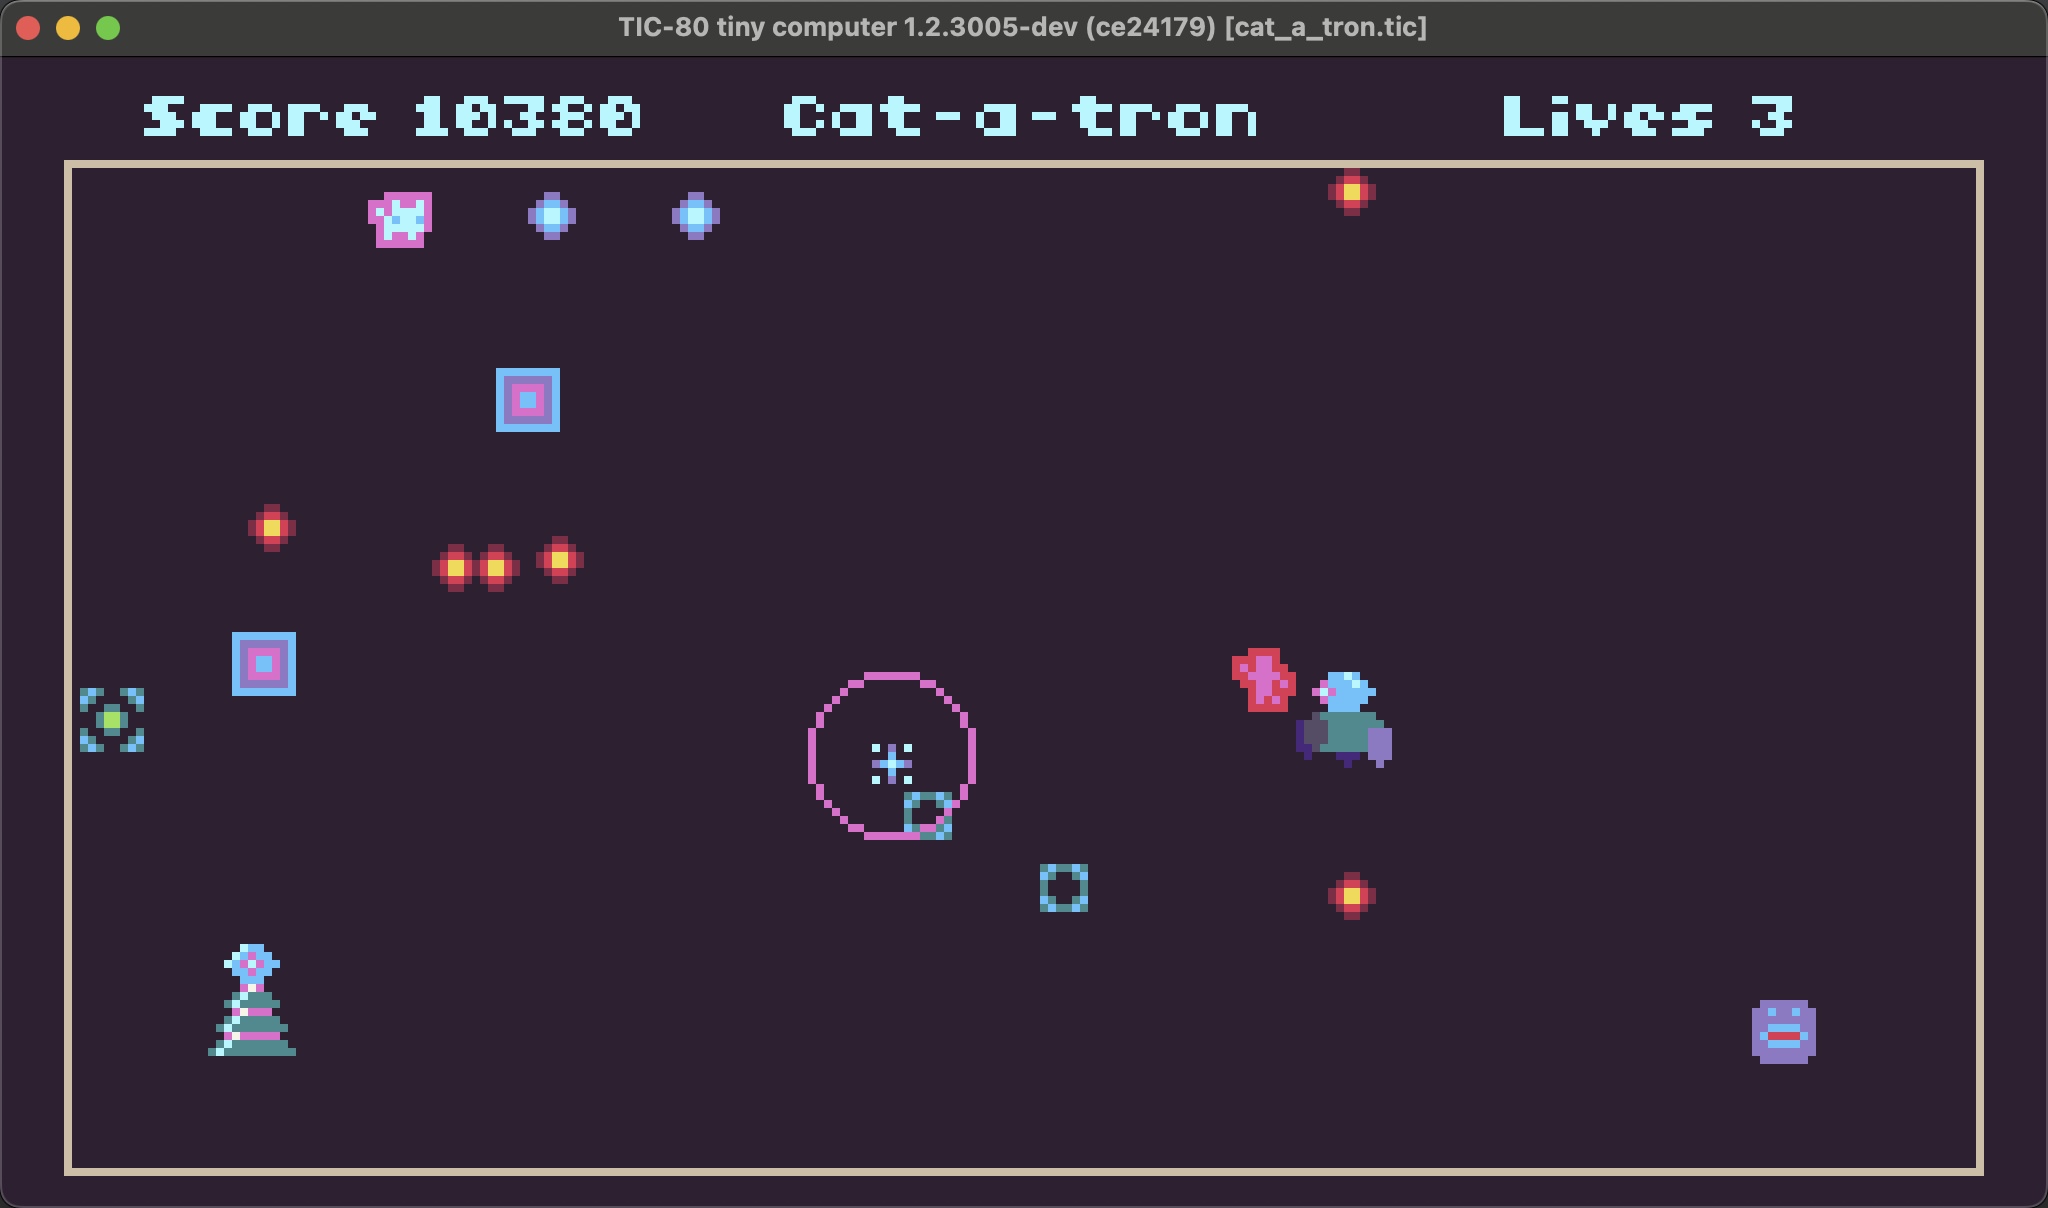 TIC-80 tiny computer 1.2.3005-dev (ce24179) [cat_a_tron.tic]
Score 10380 Cat-a-tron Lives 3